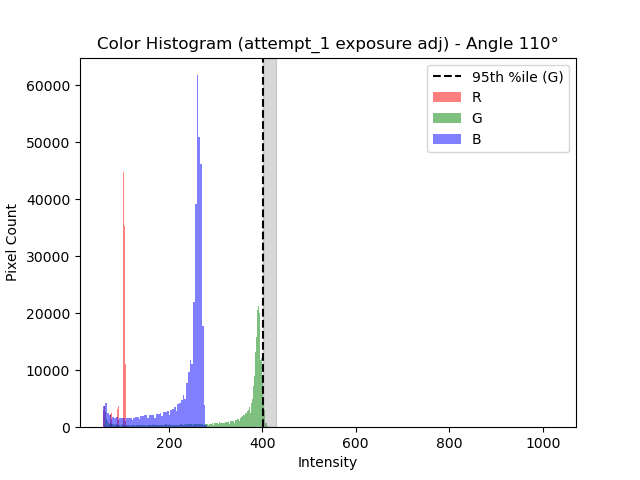 Color Histogram (attempt_1 exposure adj) - Angle 110°
95th %ile (G)
R
G
B
Pixel Count
60000
50000
40000
30000
20000
10000
0
200 400 600 800 1000
Intensity